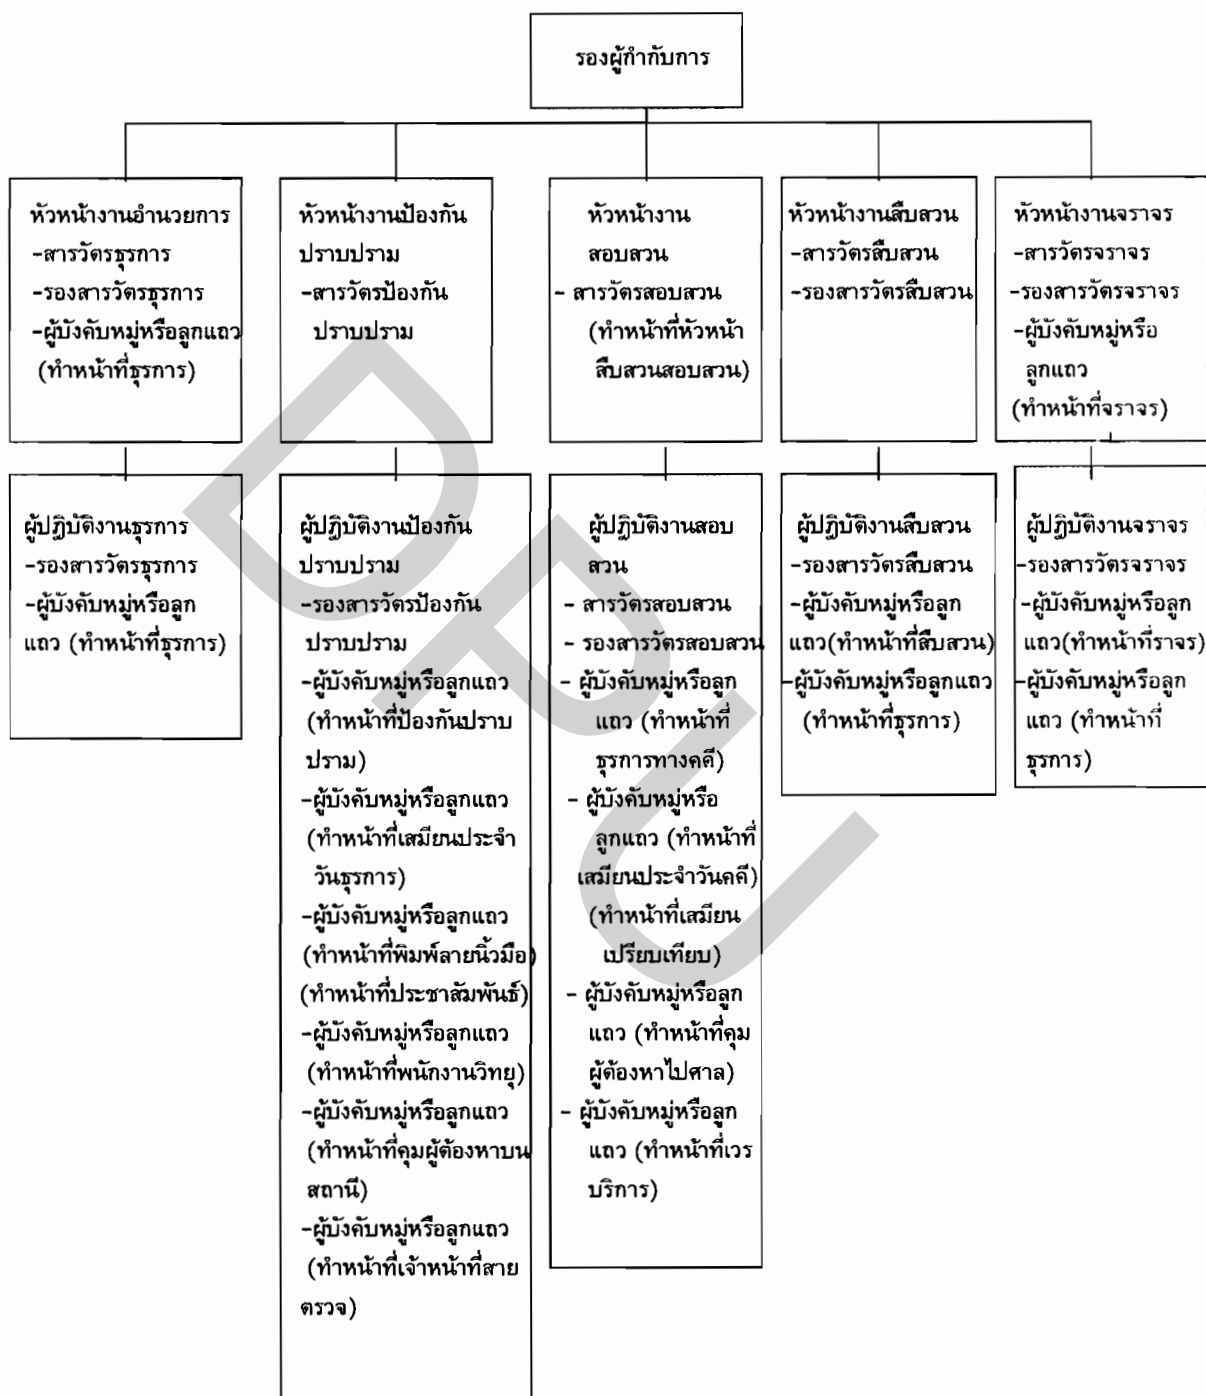 รองผู้กำกับการ
หัวหน้างานอำนวยการ
-สารวัตรธุรการ
-รองสารวัตรธุรการ
-ผู้บังคับหมู่หรือลูกแถว
(ทำหน้าที่ธุรการ)
หัวหน้างานป้องกัน
ปราบปราม
-สารวัตรป้องกัน
ปราบปราม
หัวหน้างาน
สอบสวน
- สารวัตรสอบสวน
(ทำหน้าที่หัวหน้า
สืบสวนสอบสวน)
หัวหน้างานสืบสวน
-สารวัตรสืบสวน
-รองสารวัตรสืบสวน
หัวหน้างานจราจร
-สารวัตรจราจร
-รองสารวัตรจราจร
-ผู้บังคับหมู่หรือ
ลูกแถว
(ทำหน้าที่จราจร)
ผู้ปฏิบัติงานธุรการ
-รองสารวัตรธุรการ
-ผู้บังคับหมู่หรือลูก
แถว (ทำหน้าที่ธุรการ)
ผู้ปฏิบัติงานป้องกัน
ปราบปราม
-รองสารวัตรป้องกัน
ปราบปราม
-ผู้บังคับหมู่หรือลูกแถว
(ทำหน้าที่ป้องกันปราบ
ปราม)
-ผู้บังคับหมู่หรือลูกแถว
(ทำหน้าที่เสมียนประจำ
วันธุรการ)
-ผู้บังคับหมู่หรือลูกแถว
(ทำหน้าที่พิมพ์ลายนิ้วมือ)
(ทำหน้าที่ประชาสัมพันธ์)
-ผู้บังคับหมู่หรือลูกแถว
(ทำหน้าที่พนักงานวิทยุ)
-ผู้บังคับหมู่หรือลูกแถว
(ทำหน้าที่คุมผู้ต้องหาบน
สถานี)
-ผู้บังคับหมู่หรือลูกแถว
(ทำหน้าที่เจ้าหน้าที่สาย
ตรวจ)
ผู้ปฏิบัติงานสอบ
สวน
- สารวัตรสอบสวน
- รองสารวัตรสอบสวน
- ผู้บังคับหมู่หรือลูก
แถว (ทำหน้าที่
ธุรการทางคดี)
- ผู้บังคับหมู่หรือ
ลูกแถว (ทำหน้าที่
เสมียนประจำวันคดี)
(ทำหน้าที่เสมียน
เปรียบเทียบ)
- ผู้บังคับหมู่หรือลูก
แถว (ทำหน้าที่คุม
ผู้ต้องหาไปศาล)
- ผู้บังคับหมู่หรือลูก
แถว (ทำหน้าที่เวร
บริการ)
ผู้ปฏิบัติงานสืบสวน
-รองสารวัตรสืบสวน
-ผู้บังคับหมู่หรือลูก
แถว(ทำหน้าที่สืบสวน)
-ผู้บังคับหมู่หรือลูกแถว
(ทำหน้าที่ธุรการ)
ผู้ปฏิบัติงานจราจร
-รองสารวัตรจราจร
-ผู้บังคับหมู่หรือลูก
แถว(ทำหน้าที่ราจร)
-ผู้บังคับหมู่หรือลูก
แถว (ทำหน้าที่
ธุรการ)
DPU